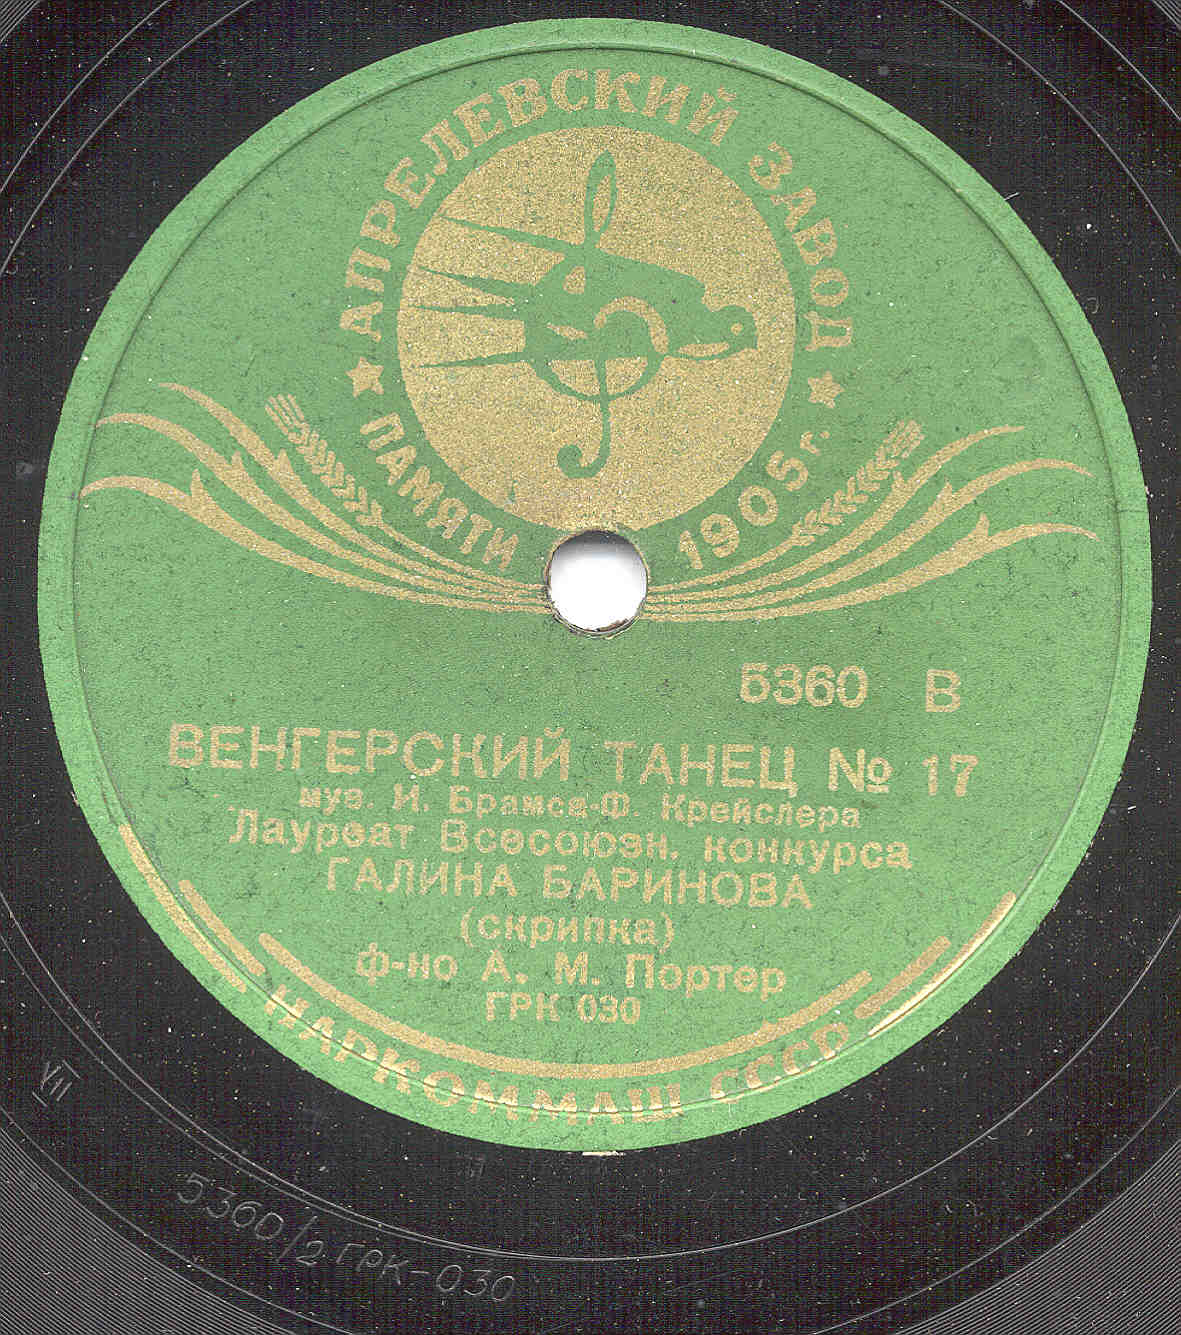 АПРЕЛЕВСКИЙ ЗАВОД
ПАМЯТИ 1905 г.
5360 В
ВЕНГЕРСКИЙ ТАНЕЦ № 17
муз. И. Брамса-Ф. Крейслера
Лауреат Всесоюзн. конкурса
ГАЛИНА БАРИНОВА
(скрипка)
ф-но А. М. Портер
ГРК 030
НАРКОММАШ СССР
VII
5360/2 ГРК-030